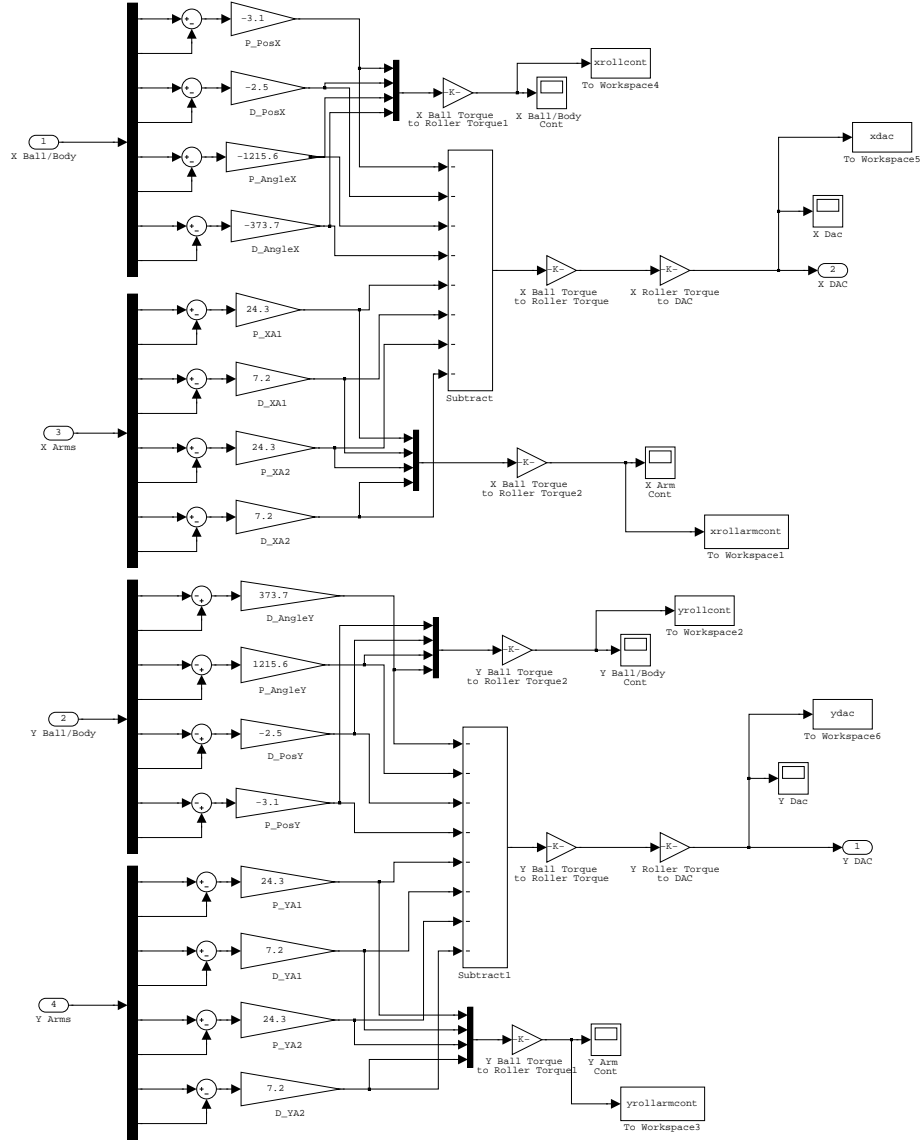 -3.1
P_PosX
-2.5
D_PosX
1
X Ball/Body
-1215.6
P_AngleX
-373.7
D_AngleX
-K-
X Ball Torque
to Roller Torque1
X Ball/Body
Cont
xrollcont
To Workspace4
xdac
To Workspace5
X Dac
-K-
X Ball Torque
to Roller Torque
-K-
X Roller Torque
to DAC
2
X DAC
Subtract
24.3
P_XA1
7.2
D_XA1
3
X Arms
24.3
P_XA2
7.2
D_XA2
-K-
X Ball Torque
to Roller Torque2
X Arm
Cont
xrollarmcont
To Workspace1
373.7
D_AngleY
1215.6
P_AngleY
2
Y Ball/Body
-2.5
D_PosY
-3.1
P_PosY
-K-
Y Ball Torque
to Roller Torque2
Y Ball/Body
Cont
yrollcont
To Workspace2
ydac
To Workspace6
Y Dac
-K-
Y Ball Torque
to Roller Torque
-K-
Y Roller Torque
to DAC
1
Y DAC
Subtract1
24.3
P_YA1
7.2
D_YA1
4
Y Arms
24.3
P_YA2
7.2
D_YA2
-K-
Y Ball Torque
to Roller Torque1
Y Arm
Cont
yrollarmcont
To Workspace3